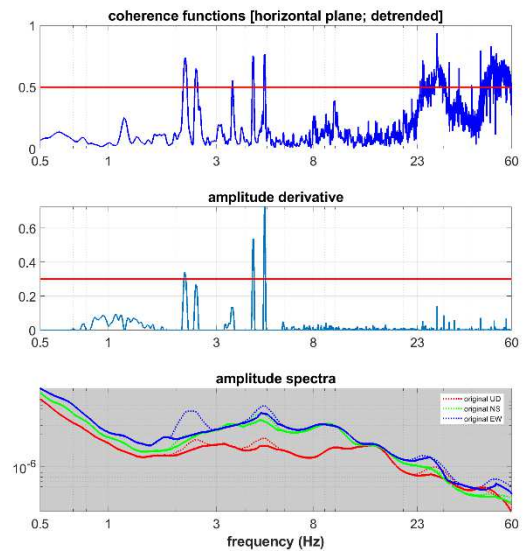 coherence functions [horizontal plane; detrended]
1
0.5
0
0.5 1 3 8 23 60
amplitude derivative
0.6
0.4
0.2
0
0.5 1 3 8 23 60
amplitude spectra
original UD
original NS
original EW
10⁻⁶
0.5 1 3 8 23 60
frequency (Hz)